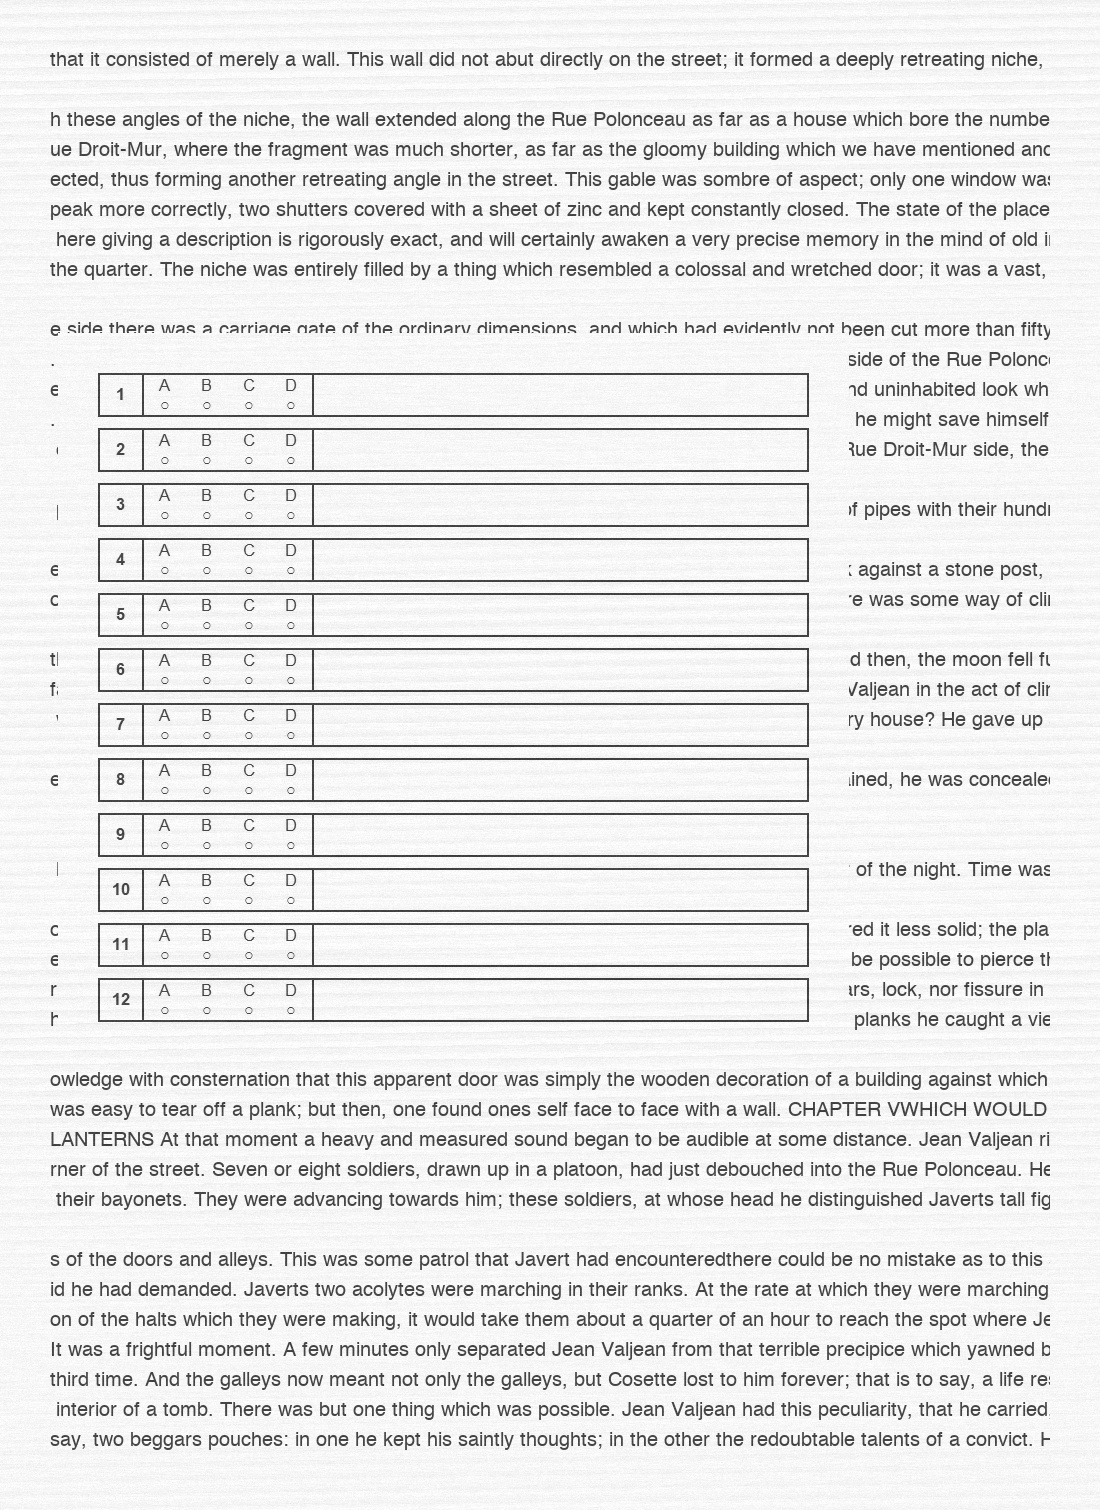 that it consisted of merely a wall. This wall did not abut directly on the street; it formed a deeply retreating niche,
h these angles of the niche, the wall extended along the Rue Polonceau as far as a house which bore the numbe
ue Droit-Mur, where the fragment was much shorter, as far as the gloomy building which we have mentioned and
ected, thus forming another retreating angle in the street. This gable was sombre of aspect; only one window was
peak more correctly, two shutters covered with a sheet of zinc and kept constantly closed. The state of the place
here giving a description is rigorously exact, and will certainly awaken a very precise memory in the mind of old
the quarter. The niche was entirely filled by a thing which resembled a colossal and wretched door; it was a vast,
e side there was a carriage gate of the ordinary dimensions, and which had evidently not been cut more than fifty
. side of the Rue Polonc
e nd uninhabited look wh
. he might save himself
Rue Droit-Mur side, the
1 A B C D
2 A B C D
3 A B C D
of pipes with their hund
4 A B C D
e against a stone post,
5 A B C D
re was some way of
6 A B C D
d then, the moon fell
Valjean in the act of
7 A B C D
ry house? He gave up
8 A B C D
e ined, he was concealed
9 A B C D
of the night. Time was
10 A B C D
11 A B C D
red it less solid; the pla
e be possible to pierce
12 A B C D
r ars, lock, nor fissure in
h planks he caught a vie
owledge with consternation that this apparent door was simply the wooden decoration of a building against which
was easy to tear off a plank; but then, one found ones self face to face with a wall. CHAPTER VWHICH WOULD
LANTERNS At that moment a heavy and measured sound began to be audible at some distance. Jean Valjean ri
rner of the street. Seven or eight soldiers, drawn up in a platoon, had just debouched into the Rue Polonceau. He
their bayonets. They were advancing towards him; these soldiers, at whose head he distinguished Javerts tall fig
s of the doors and alleys. This was some patrol that Javert had encounteredthere could be no mistake as to this
id he had demanded. Javerts two acolytes were marching in their ranks. At the rate at which they were marching
on of the halts which they were making, it would take them about a quarter of an hour to reach the spot where Je
It was a frightful moment. A few minutes only separated Jean Valjean from that terrible precipice which yawned b
third time. And the galleys now meant not only the galleys, but Cosette lost to him forever; that is to say, a life res
interior of a tomb. There was but one thing which was possible. Jean Valjean had this peculiarity, that he carried
say, two beggars pouches: in one he kept his saintly thoughts; in the other the redoubtable talents of a convict. H